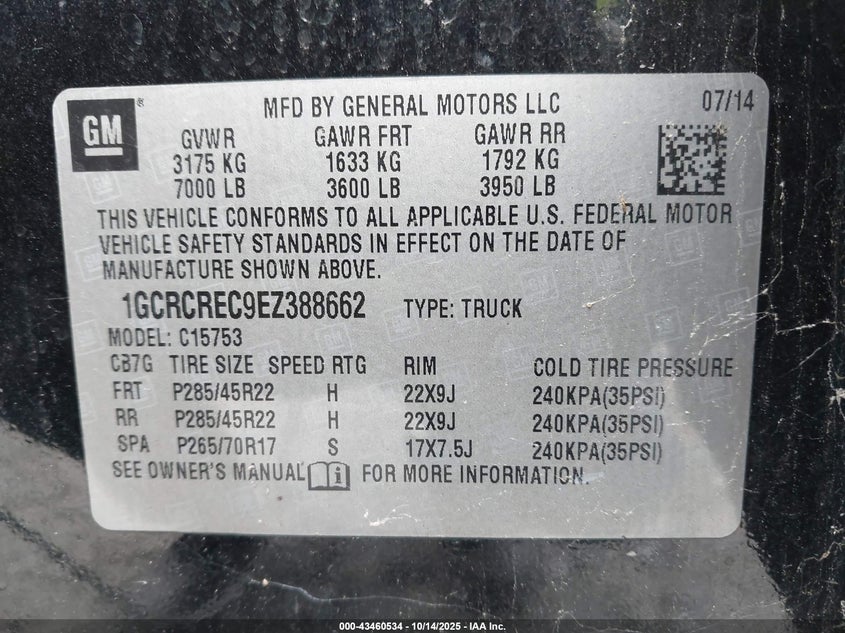 GM ®
MFD BY GENERAL MOTORS LLC 07/14
GVWR GAWR FRT GAWR RR
3175 KG 1633 KG 1792 KG
7000 LB 3600 LB 3950 LB
THIS VEHICLE CONFORMS TO ALL APPLICABLE U.S. FEDERAL MOTOR
VEHICLE SAFETY STANDARDS IN EFFECT ON THE DATE OF
MANUFACTURE SHOWN ABOVE.
1GCRCREC9EZ388662 TYPE: TRUCK
MODEL: C15753
CB7G TIRE SIZE SPEED RTG RIM COLD TIRE PRESSURE
FRT P285/45R22 H 22X9J 240KPA(35PSI)
RR P285/45R22 H 22X9J 240KPA(35PSI)
SPA P265/70R17 S 17X7.5J 240KPA(35PSI)
SEE OWNER'S MANUAL FOR MORE INFORMATION.
000-43460534 - 10/14/2025 - IAA Inc.